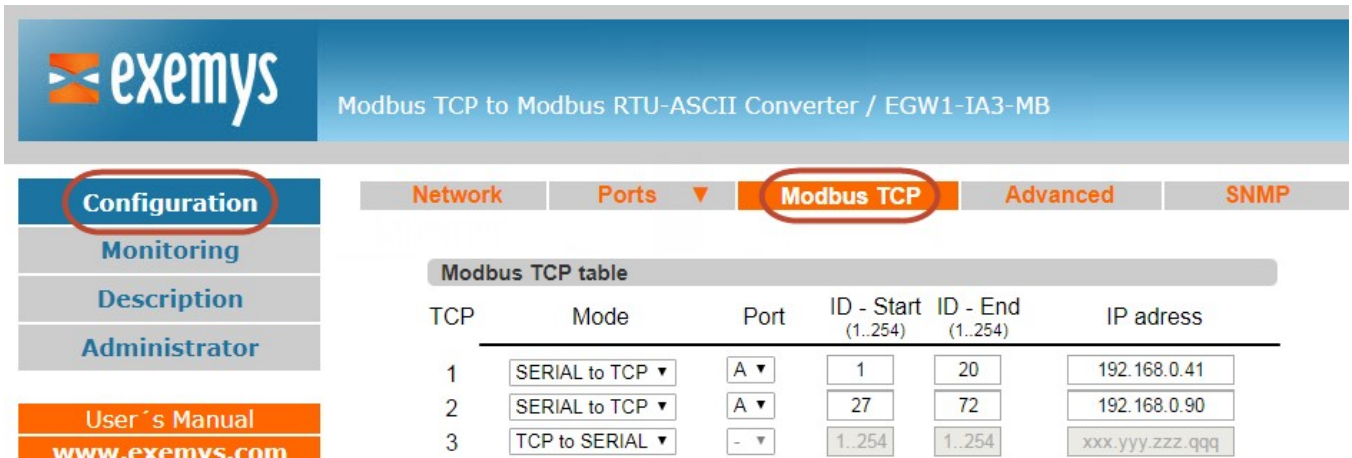 exemys
Modbus TCP to Modbus RTU-ASCII Converter / EGW1-IA3-MB
Configuration
Monitoring
Description
Administrator
User´s Manual
www.exemys.com
Network Ports ▼ Modbus TCP Advanced SNMP
Modbus TCP table
TCP Mode Port ID - Start (1..254) ID - End (1..254) IP adress
1 SERIAL to TCP ▼ A ▼ 1 20 192.168.0.41
2 SERIAL to TCP ▼ A ▼ 27 72 192.168.0.90
3 TCP to SERIAL ▼ - ▼ 1..254 1..254 xxx.yyy.zzz.qqq